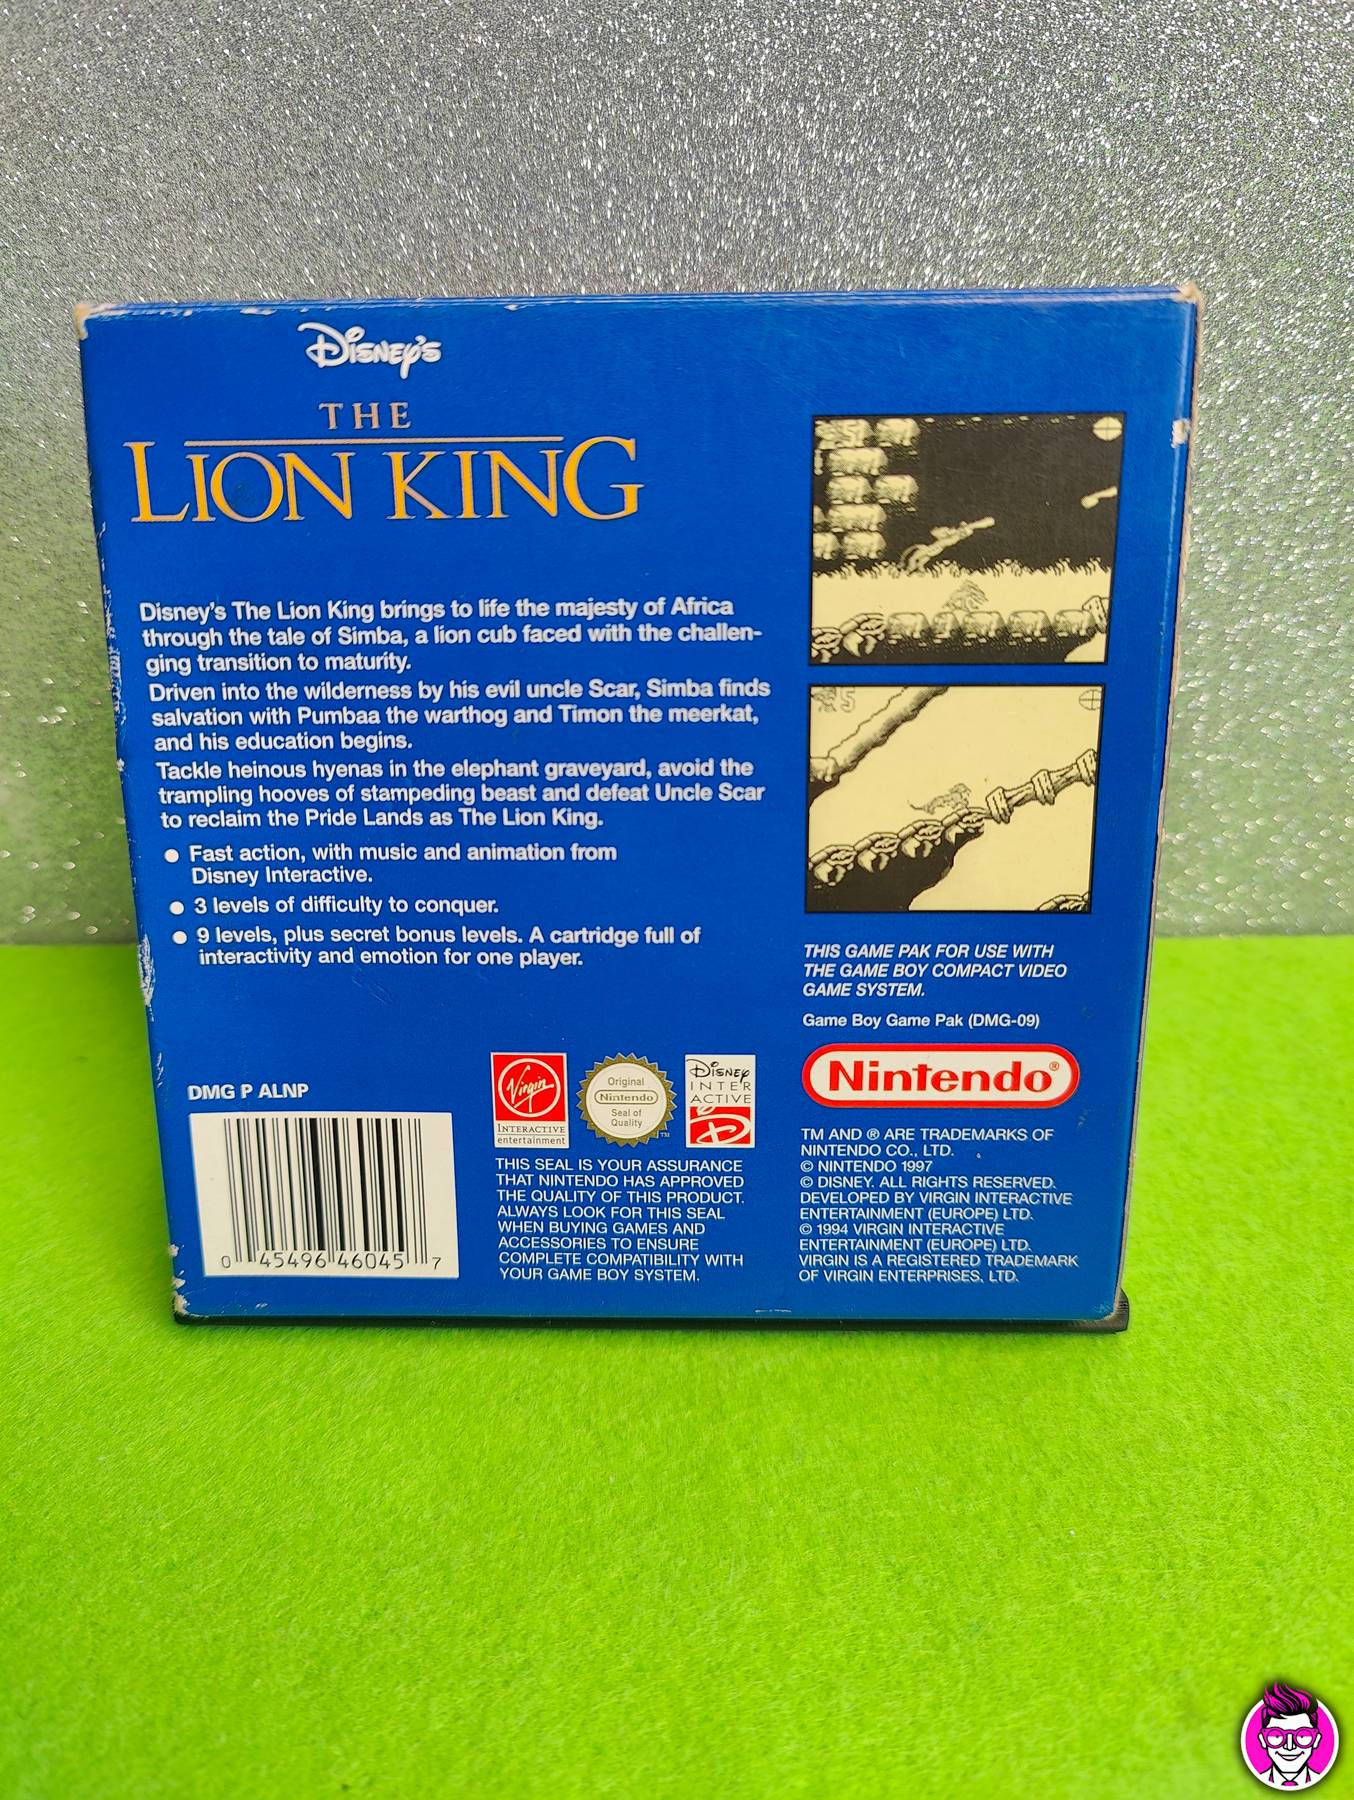 Disney's
THE
LION KING
Disney's The Lion King brings to life the majesty of Africa
through the tale of Simba, a lion cub faced with the challen-
ging transition to maturity.
Driven into the wilderness by his evil uncle Scar, Simba finds
salvation with Pumbaa the warthog and Timon the meerkat,
and his education begins.
Tackle heinous hyenas in the elephant graveyard, avoid the
trampling hooves of stampeding beast and defeat Uncle Scar
to reclaim the Pride Lands as The Lion King.
● Fast action, with music and animation from
Disney Interactive.
● 3 levels of difficulty to conquer.
● 9 levels, plus secret bonus levels. A cartridge full of
interactivity and emotion for one player.
5
5
THIS GAME PAK FOR USE WITH
THE GAME BOY COMPACT VIDEO
GAME SYSTEM.
Game Boy Game Pak (DMG-09)
Nintendo®
TM AND ® ARE TRADEMARKS OF
NINTENDO CO., LTD.
© NINTENDO 1997
© DISNEY. ALL RIGHTS RESERVED.
DEVELOPED BY VIRGIN INTERACTIVE
ENTERTAINMENT (EUROPE) LTD.
© 1994 VIRGIN INTERACTIVE
ENTERTAINMENT (EUROPE) LTD.
VIRGIN IS A REGISTERED TRADEMARK
OF VIRGIN ENTERPRISES, LTD.
DMG P ALNP
0 45496 46045 7
Virgin
INTERACTIVE
entertainment
Original
Nintendo
Seal of
Quality
TM
Disney
INTER
ACTIVE
D
THIS SEAL IS YOUR ASSURANCE
THAT NINTENDO HAS APPROVED
THE QUALITY OF THIS PRODUCT.
ALWAYS LOOK FOR THIS SEAL
WHEN BUYING GAMES AND
ACCESSORIES TO ENSURE
COMPLETE COMPATIBILITY WITH
YOUR GAME BOY SYSTEM.